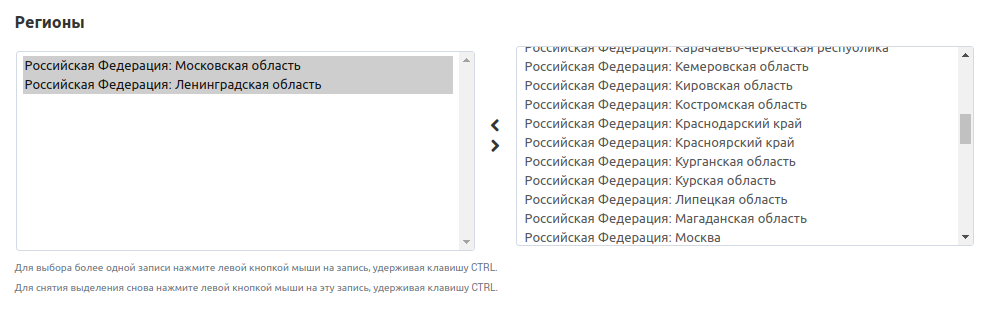 Регионы
Российская Федерация: Московская область
Российская Федерация: Ленинградская область
Российская Федерация: Карачаево-Черкесская республика
Российская Федерация: Кемеровская область
Российская Федерация: Кировская область
Российская Федерация: Костромская область
Российская Федерация: Краснодарский край
Российская Федерация: Красноярский край
Российская Федерация: Курганская область
Российская Федерация: Курская область
Российская Федерация: Липецкая область
Российская Федерация: Магаданская область
Российская Федерация: Москва
Для выбора более одной записи нажмите левой кнопкой мыши на запись, удерживая клавишу CTRL.
Для снятия выделения снова нажмите левой кнопкой мыши на эту запись, удерживая клавишу CTRL.